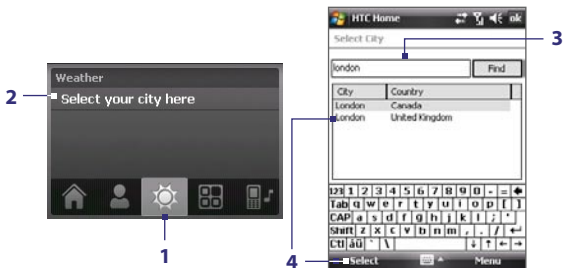 Weather
2 Select your city here
1
HTC Home ok
Select City
3
london Find
City Country
London Canada
London United Kingdom
4
123 1 2 3 4 5 6 7 8 9 0 - =
Tab q w e r t y u i o p [ ]
CAP a s d f g h j k l ; '
Shift z x c v b n m , . /
Ctl áü ` \
Select Menu